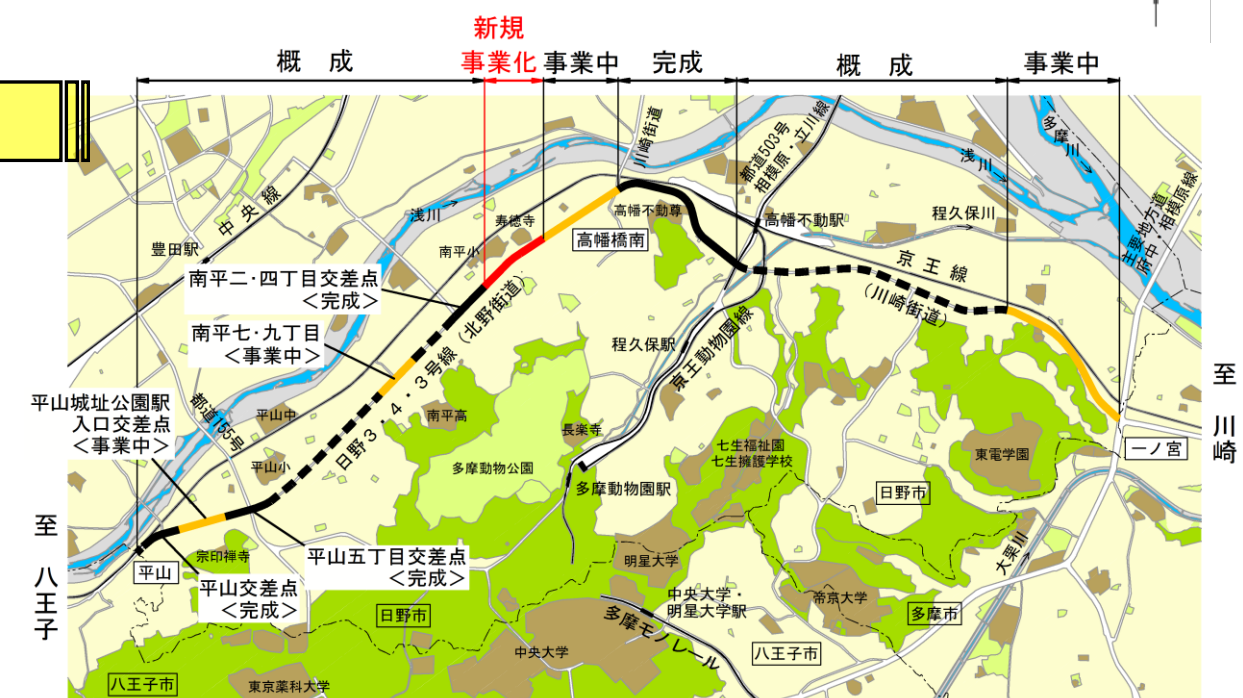 新規
概 成
事業化
事業中
完成
概 成
事業中
川崎街道
都道503号
相模原・立川線
浅川
多摩川
主要地方道
府中・相模原線
中央線
豊田駅
浅川
寿徳寺
南平小
高幡不動尊
高幡橋南
高幡不動駅
程久保川
京王線
(川崎街道)
南平二・四丁目交差点
<完成>
南平七・九丁目
<事業中>
日野3・4・3号線(北野街道)
程久保駅
京王動物園線
平山城址公園駅
入口交差点
<事業中>
都道155号
平山中
平山小
南平高
多摩動物公園
長楽寺
多摩動物園駅
七生福祉園
七生擁護学校
東電学園
一ノ宮
至 川崎
日野市
至 八王子
平山
宗印禅寺
平山五丁目交差点
<完成>
平山交差点
<完成>
日野市
明星大学
大栗川
中央大学・
明星大学駅
帝京大学
多摩市
多摩モノレール
中央大学
八王子市
八王子市
東京薬科大学